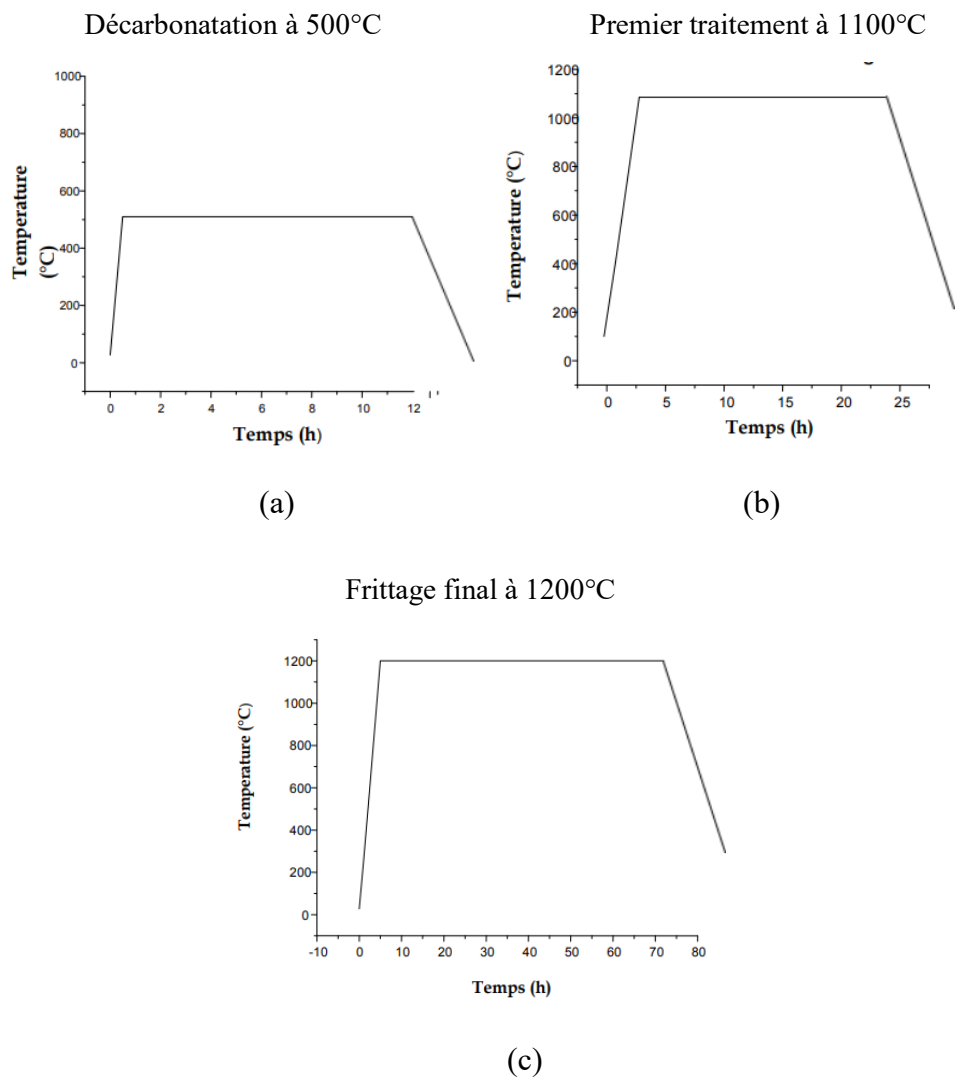 Décarbonatation à 500°C
Premier traitement à 1100°C
1000
800
600
400
200
0
Temperature
(°C)
0 2 4 6 8 10 12
Temps (h)
(a)
1200
1000
800
600
400
200
0
Temperature (°C)
0 5 10 15 20 25
Temps (h)
(b)
Frittage final à 1200°C
1200
1000
800
600
400
200
0
Temperature (°C)
-10 0 10 20 30 40 50 60 70 80
Temps (h)
(c)